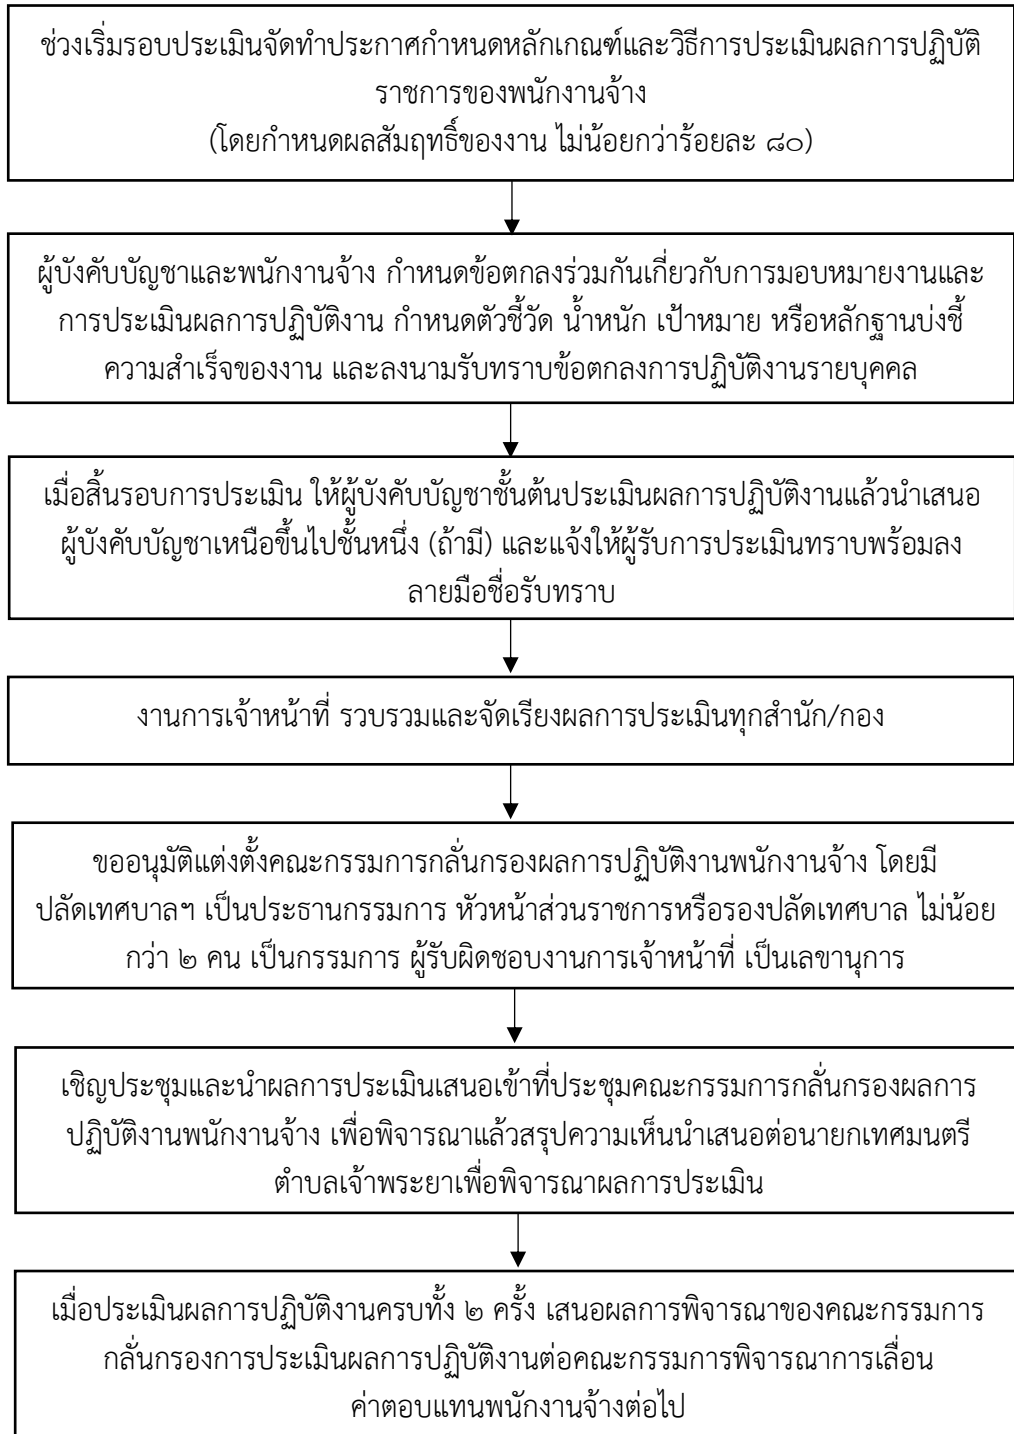 ช่วงเริ่มรอบประเมินจัดทำประกาศกำหนดหลักเกณฑ์และวิธีการประเมินผลการปฏิบัติ
ราชการของพนักงานจ้าง
(โดยกำหนดผลสัมฤทธิ์ของงาน ไม่น้อยกว่าร้อยละ ๘๐)
ผู้บังคับบัญชาและพนักงานจ้าง กำหนดข้อตกลงร่วมกันเกี่ยวกับการมอบหมายงานและ
การประเมินผลการปฏิบัติงาน กำหนดตัวชี้วัด น้ำหนัก เป้าหมาย หรือหลักฐานบ่งชี้
ความสำเร็จของงาน และลงนามรับทราบข้อตกลงการปฏิบัติงานรายบุคคล
เมื่อสิ้นรอบการประเมิน ให้ผู้บังคับบัญชาชั้นต้นประเมินผลการปฏิบัติงานแล้วนำเสนอ
ผู้บังคับบัญชาเหนือขึ้นไปชั้นหนึ่ง (ถ้ามี) และแจ้งให้ผู้รับการประเมินทราบพร้อมลง
ลายมือชื่อรับทราบ
งานการเจ้าหน้าที่ รวบรวมและจัดเรียงผลการประเมินทุกสำนัก/กอง
ขออนุมัติแต่งตั้งคณะกรรมการกลั่นกรองผลการปฏิบัติงานพนักงานจ้าง โดยมี
ปลัดเทศบาลฯ เป็นประธานกรรมการ หัวหน้าส่วนราชการหรือรองปลัดเทศบาล ไม่น้อย
กว่า ๒ คน เป็นกรรมการ ผู้รับผิดชอบงานการเจ้าหน้าที่ เป็นเลขานุการ
เชิญประชุมและนำผลการประเมินเสนอเข้าที่ประชุมคณะกรรมการกลั่นกรองผลการ
ปฏิบัติงานพนักงานจ้าง เพื่อพิจารณาแล้วสรุปความเห็นนำเสนอต่อนายกเทศมนตรี
ตำบลเจ้าพระยาเพื่อพิจารณาผลการประเมิน
เมื่อประเมินผลการปฏิบัติงานครบทั้ง ๒ ครั้ง เสนอผลการพิจารณาของคณะกรรมการ
กลั่นกรองการประเมินผลการปฏิบัติงานต่อคณะกรรมการพิจารณาการเลื่อน
ค่าตอบแทนพนักงานจ้างต่อไป